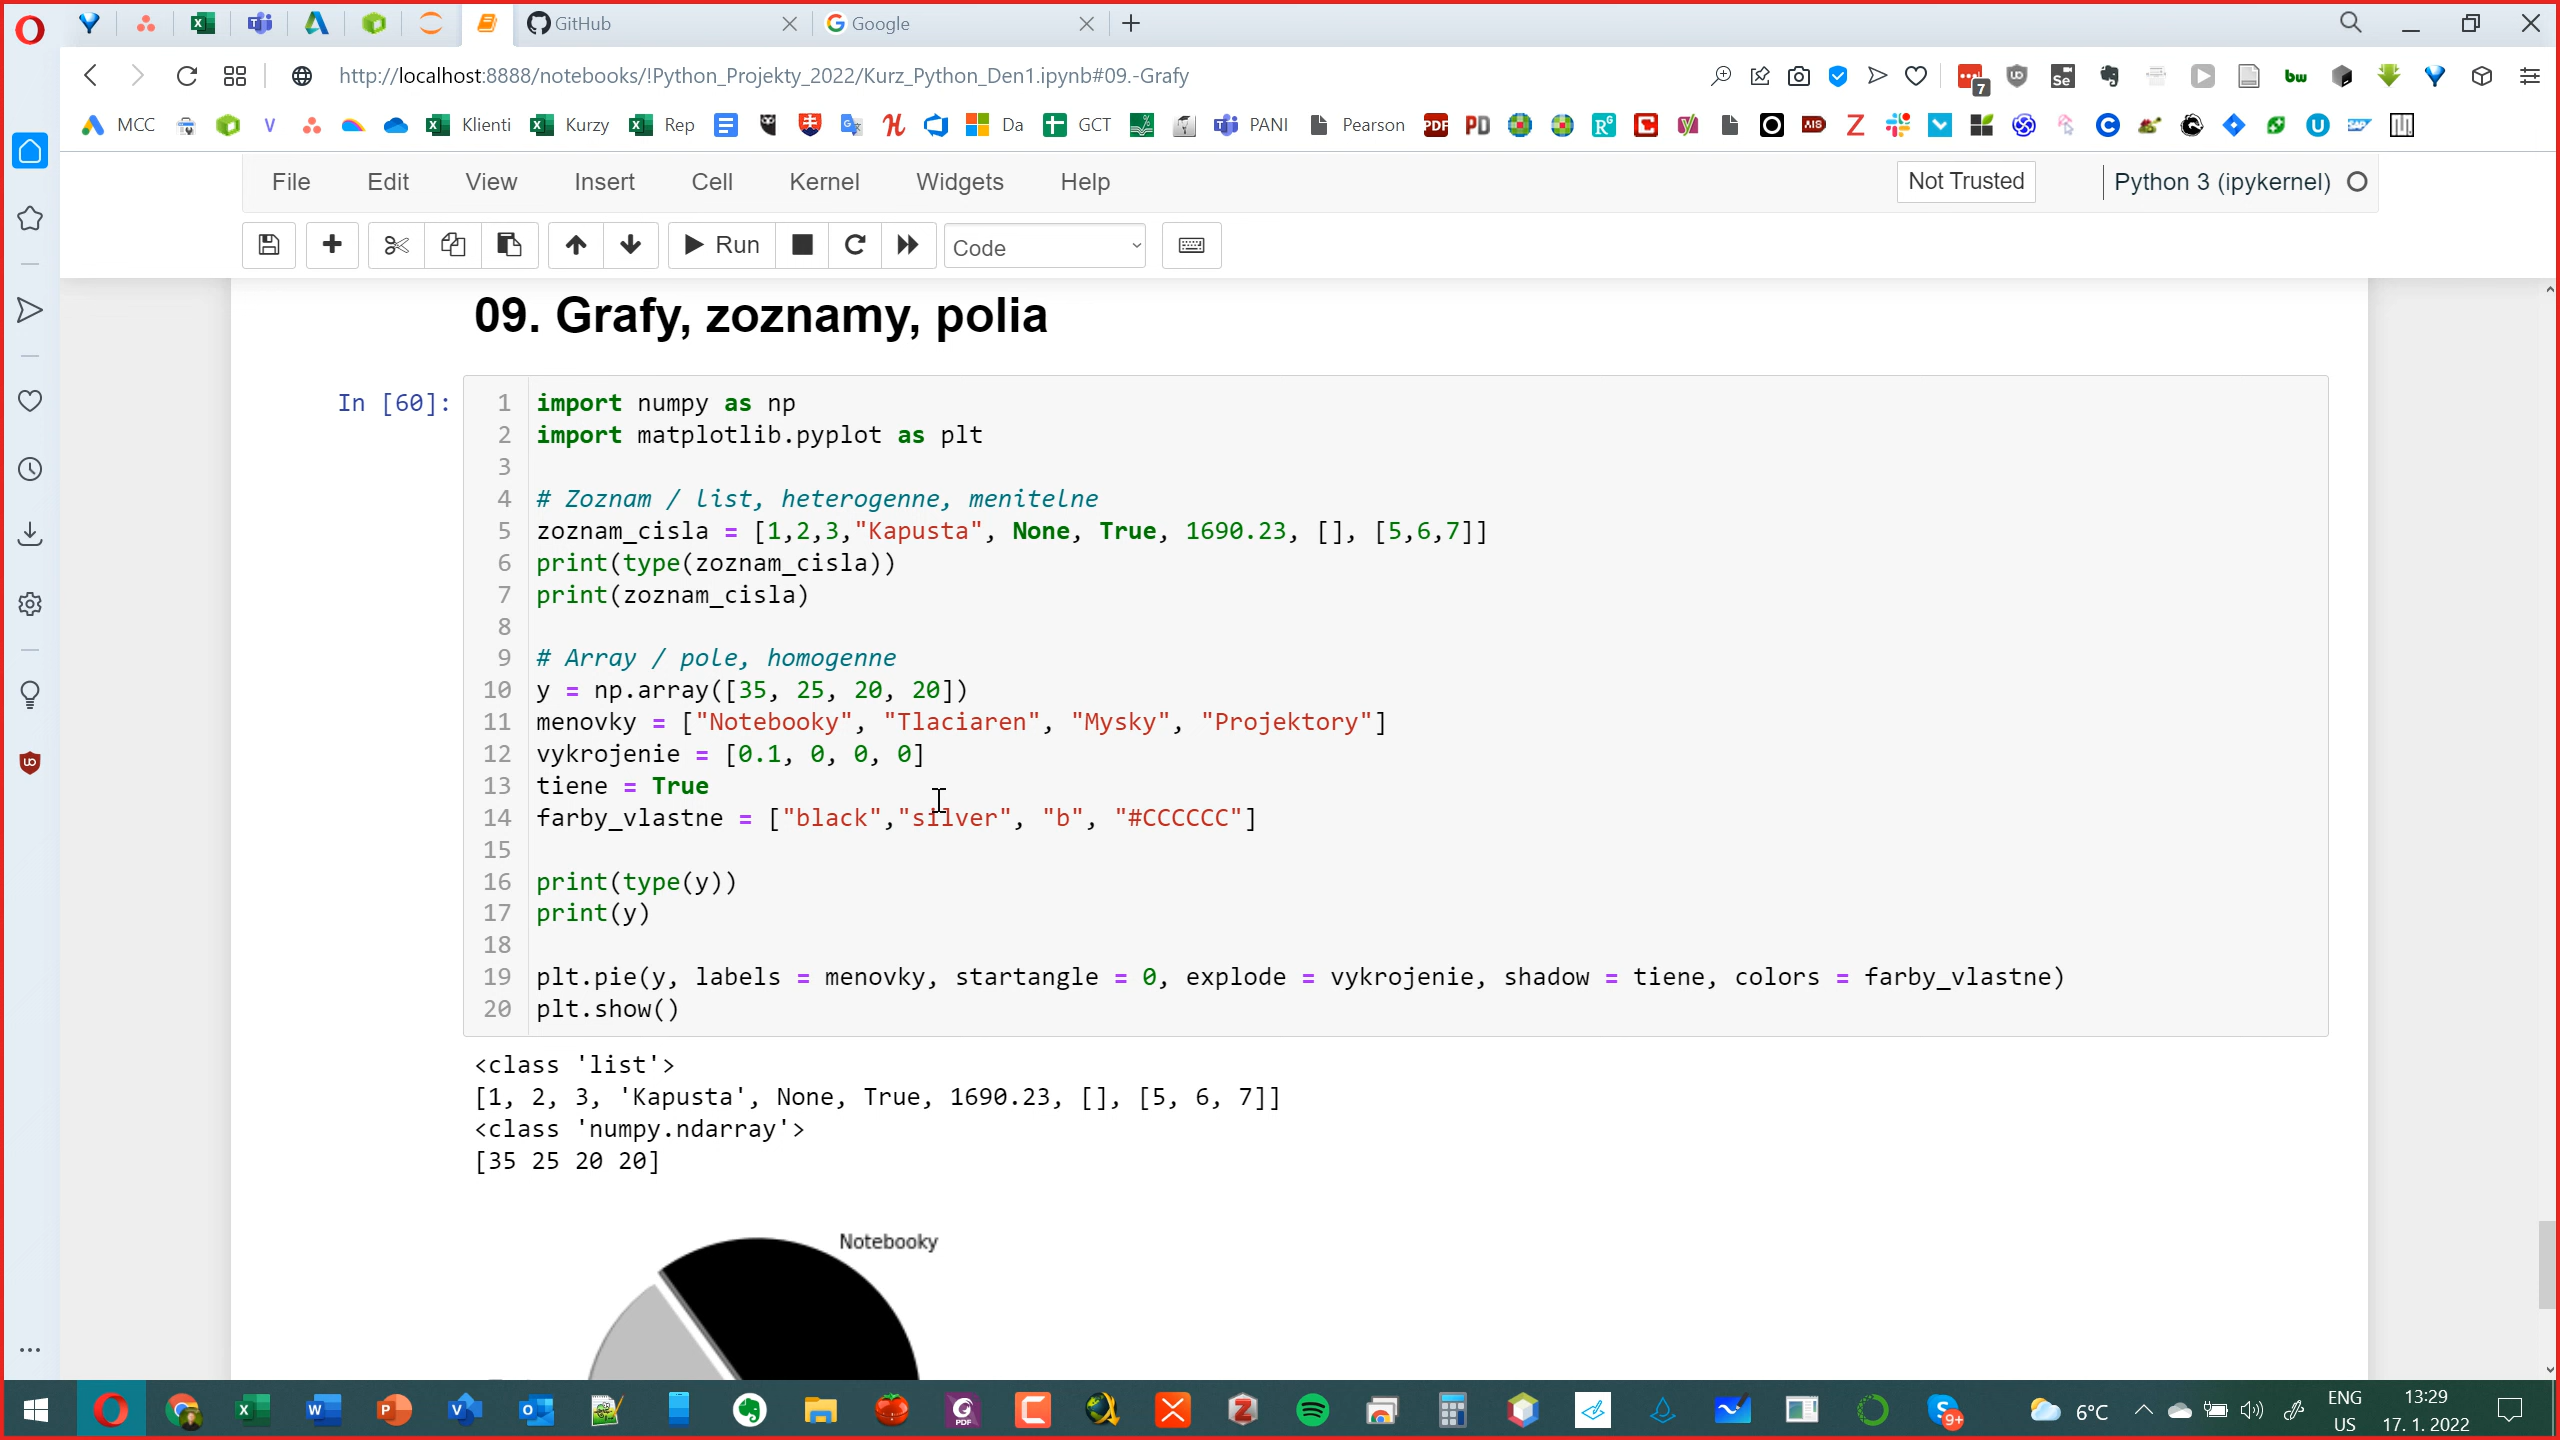 GitHub
Google
http://localhost:8888/notebooks/!Python_Projekty_2022/Kurz_Python_Den1.ipynb#09.-Grafy
7
MCC
V
Klienti
Kurzy
Rep
Da
GCT
PANI
Pearson
File
Edit
View
Insert
Cell
Kernel
Widgets
Help
Not Trusted
Python 3 (ipykernel)
Run
Code
09. Grafy, zoznamy, polia
In [60]:
1 import numpy as np
2 import matplotlib.pyplot as plt
3
4 # Zoznam / list, heterogenne, menitelne
5 zoznam_cisla = [1,2,3,"Kapusta", None, True, 1690.23, [], [5,6,7]]
6 print(type(zoznam_cisla))
7 print(zoznam_cisla)
8
9 # Array / pole, homogenne
10 y = np.array([35, 25, 20, 20])
11 menovky = ["Notebooky", "Tlaciaren", "Mysky", "Projektory"]
12 vykrojenie = [0.1, 0, 0, 0]
13 tiene = True
14 farby_vlastne = ["black","silver", "b", "#CCCCCC"]
15
16 print(type(y))
17 print(y)
18
19 plt.pie(y, labels = menovky, startangle = 0, explode = vykrojenie, shadow = tiene, colors = farby_vlastne)
20 plt.show()
<class 'list'>
[1, 2, 3, 'Kapusta', None, True, 1690.23, [], [5, 6, 7]]
<class 'numpy.ndarray'>
[35 25 20 20]
Notebooky
9+
6°C
ENG
US
13:29
17. 1. 2022